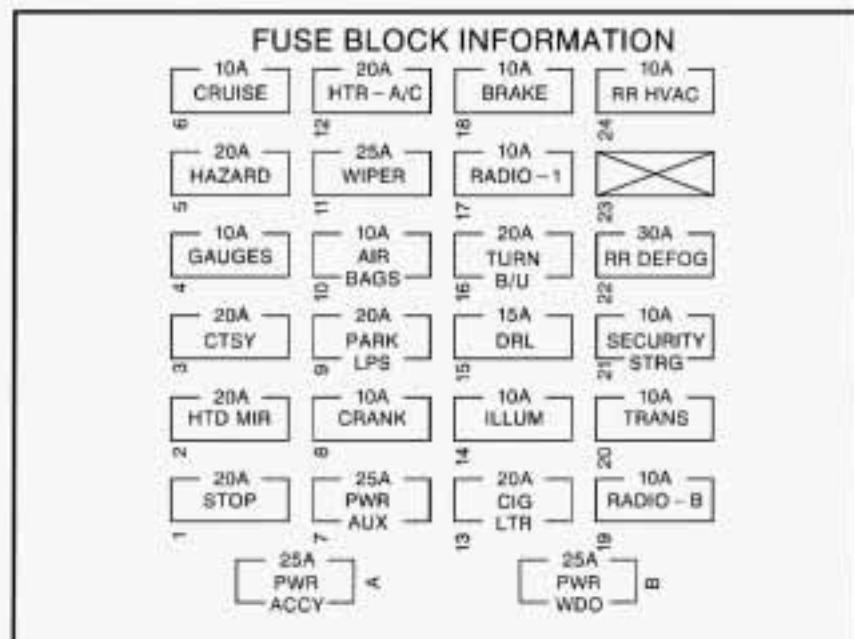 FUSE BLOCK INFORMATION
10A 20A 10A 10A
CRUISE HTR-A/C BRAKE RR HVAC
6 12 18 24
20A 25A 10A
HAZARD WIPER RADIO-1
5 11 17 23
10A 10A 20A 30A
GAUGES AIR TURN RR DEFOG
BAGS B/U
4 10 16 22
20A 20A 15A 10A
CTSY PARK DRL SECURITY
LPS STRG
3 9 15 21
20A 10A 10A 10A
HTD MIR CRANK ILLUM TRANS
2 8 14 20
20A 25A 20A 10A
STOP PWR CIG RADIO-B
AUX LTR
1 7 13 19
25A 25A
PWR A PWR B
ACCY WDO